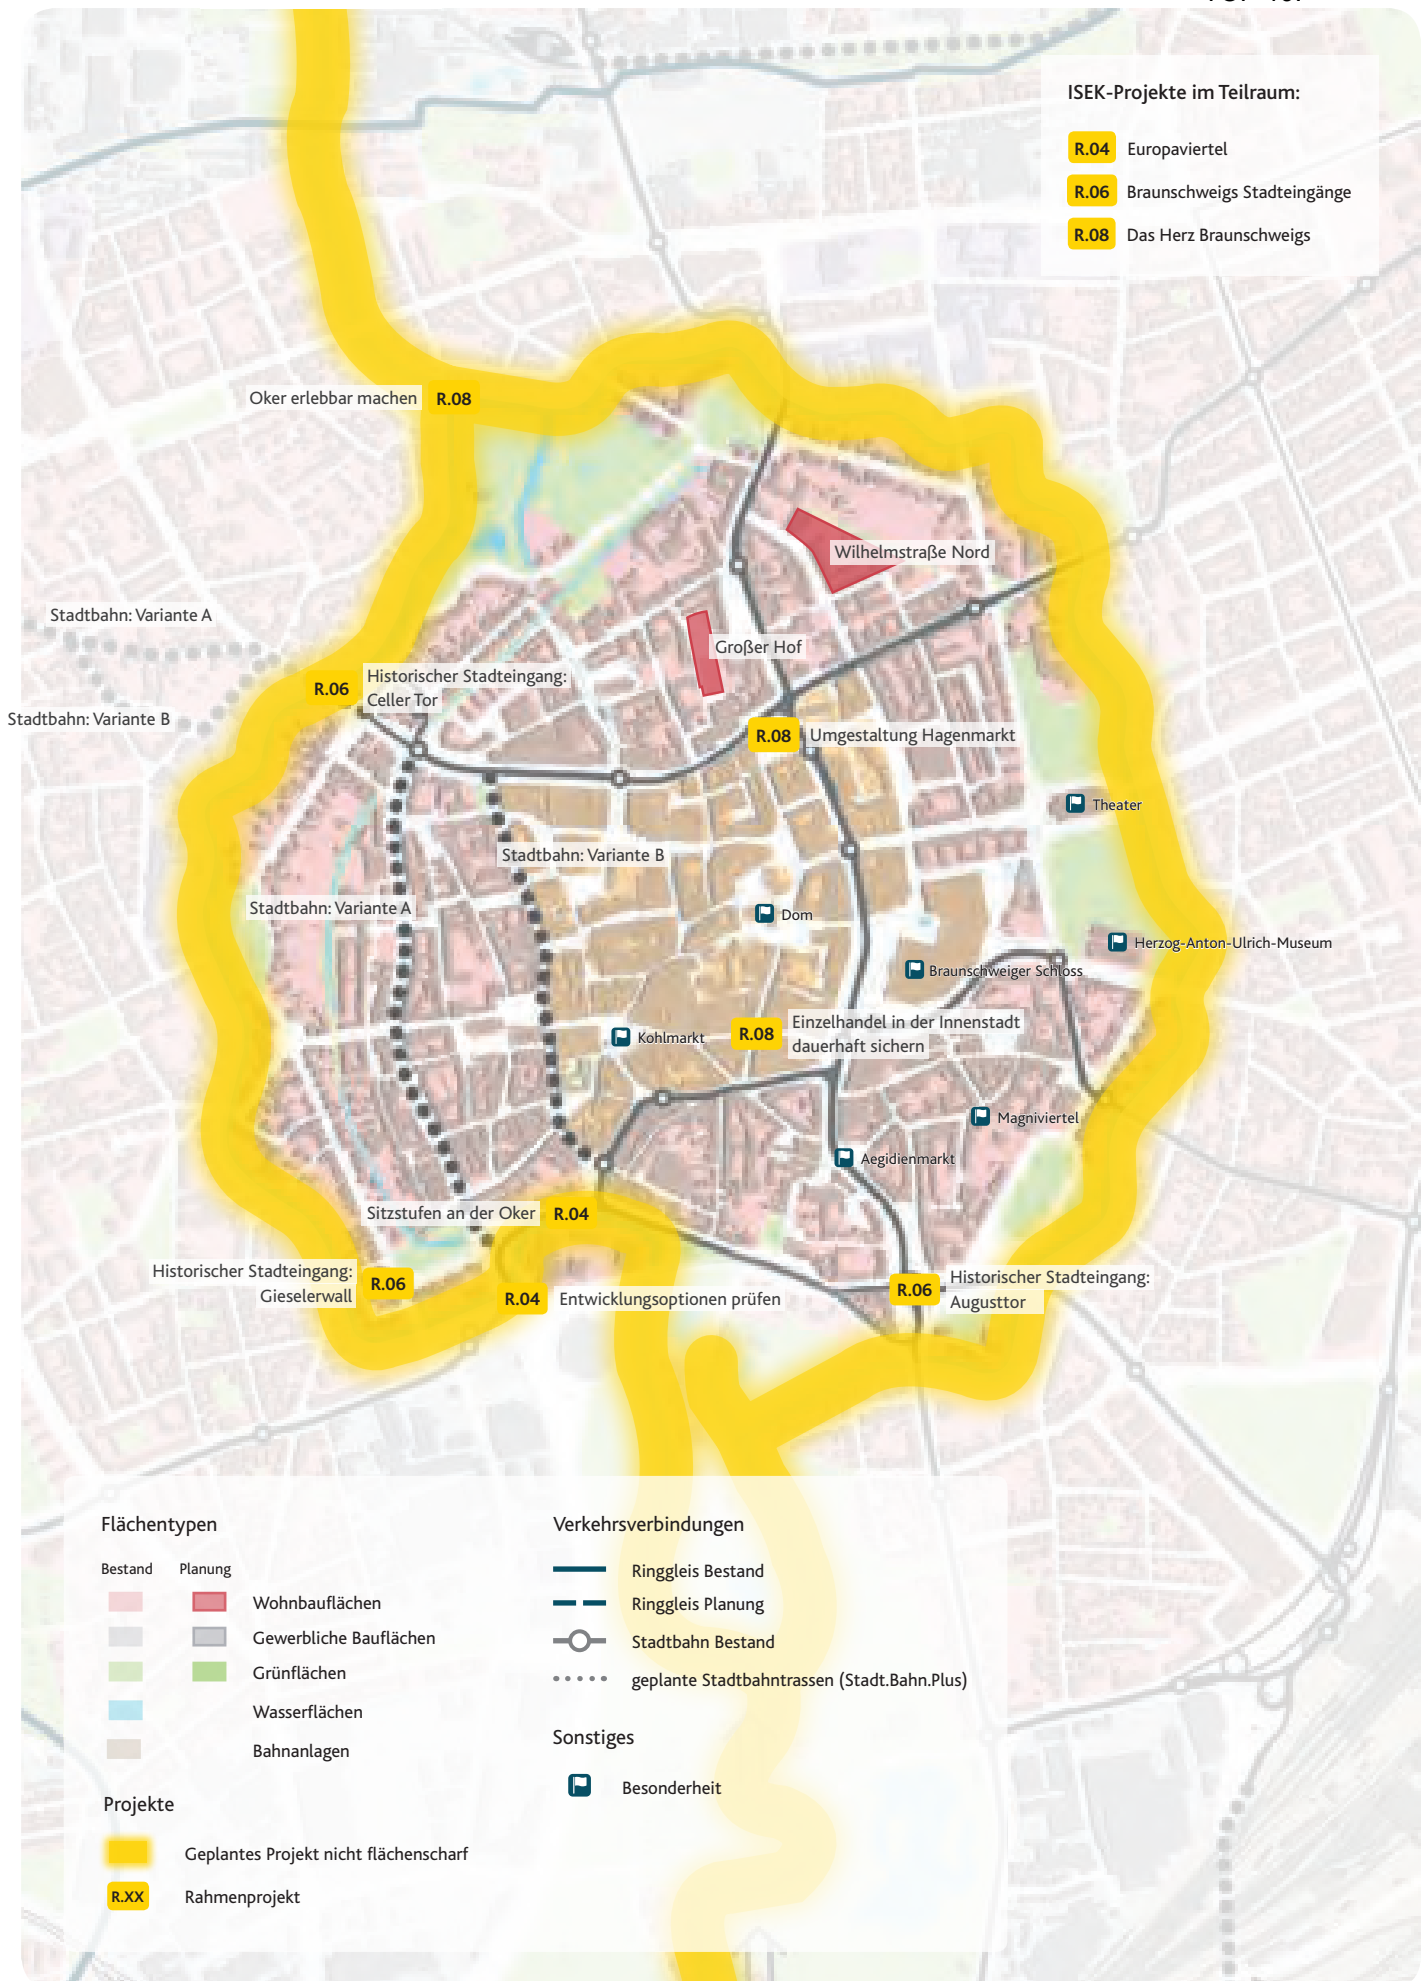 ISEK-Projekte im Teilraum:
R.04 Europaviertel
R.06 Braunschweigs Stadteingänge
R.08 Das Herz Braunschweigs
Oker erlebbar machen R.08
Wilhelmstraße Nord
Stadtbahn: Variante A
Großer Hof
R.06 Historischer Stadteingang:
Celler Tor
Stadtbahn: Variante B
R.08 Umgestaltung Hagenmarkt
Theater
Stadtbahn: Variante B
Stadtbahn: Variante A
Dom
Herzog-Anton-Ulrich-Museum
Braunschweiger Schloss
Kohlmarkt
R.08 Einzelhandel in der Innenstadt
dauerhaft sichern
Magniviertel
Aegidienmarkt
Sitzstufen an der Oker R.04
Historischer Stadteingang:
Gieselerwall R.06
R.04 Entwicklungsoptionen prüfen
R.06 Historischer Stadteingang:
Augusttor
Flächentypen
Bestand Planung
Wohnbauflächen
Gewerbliche Bauflächen
Grünflächen
Wasserflächen
Bahnanlagen
Projekte
Geplantes Projekt nicht flächenscharf
R.XX Rahmenprojekt
Verkehrsverbindungen
Ringgleis Bestand
Ringgleis Planung
Stadtbahn Bestand
geplante Stadtbahntrassen (Stadt.Bahn.Plus)
Sonstiges
Besonderheit